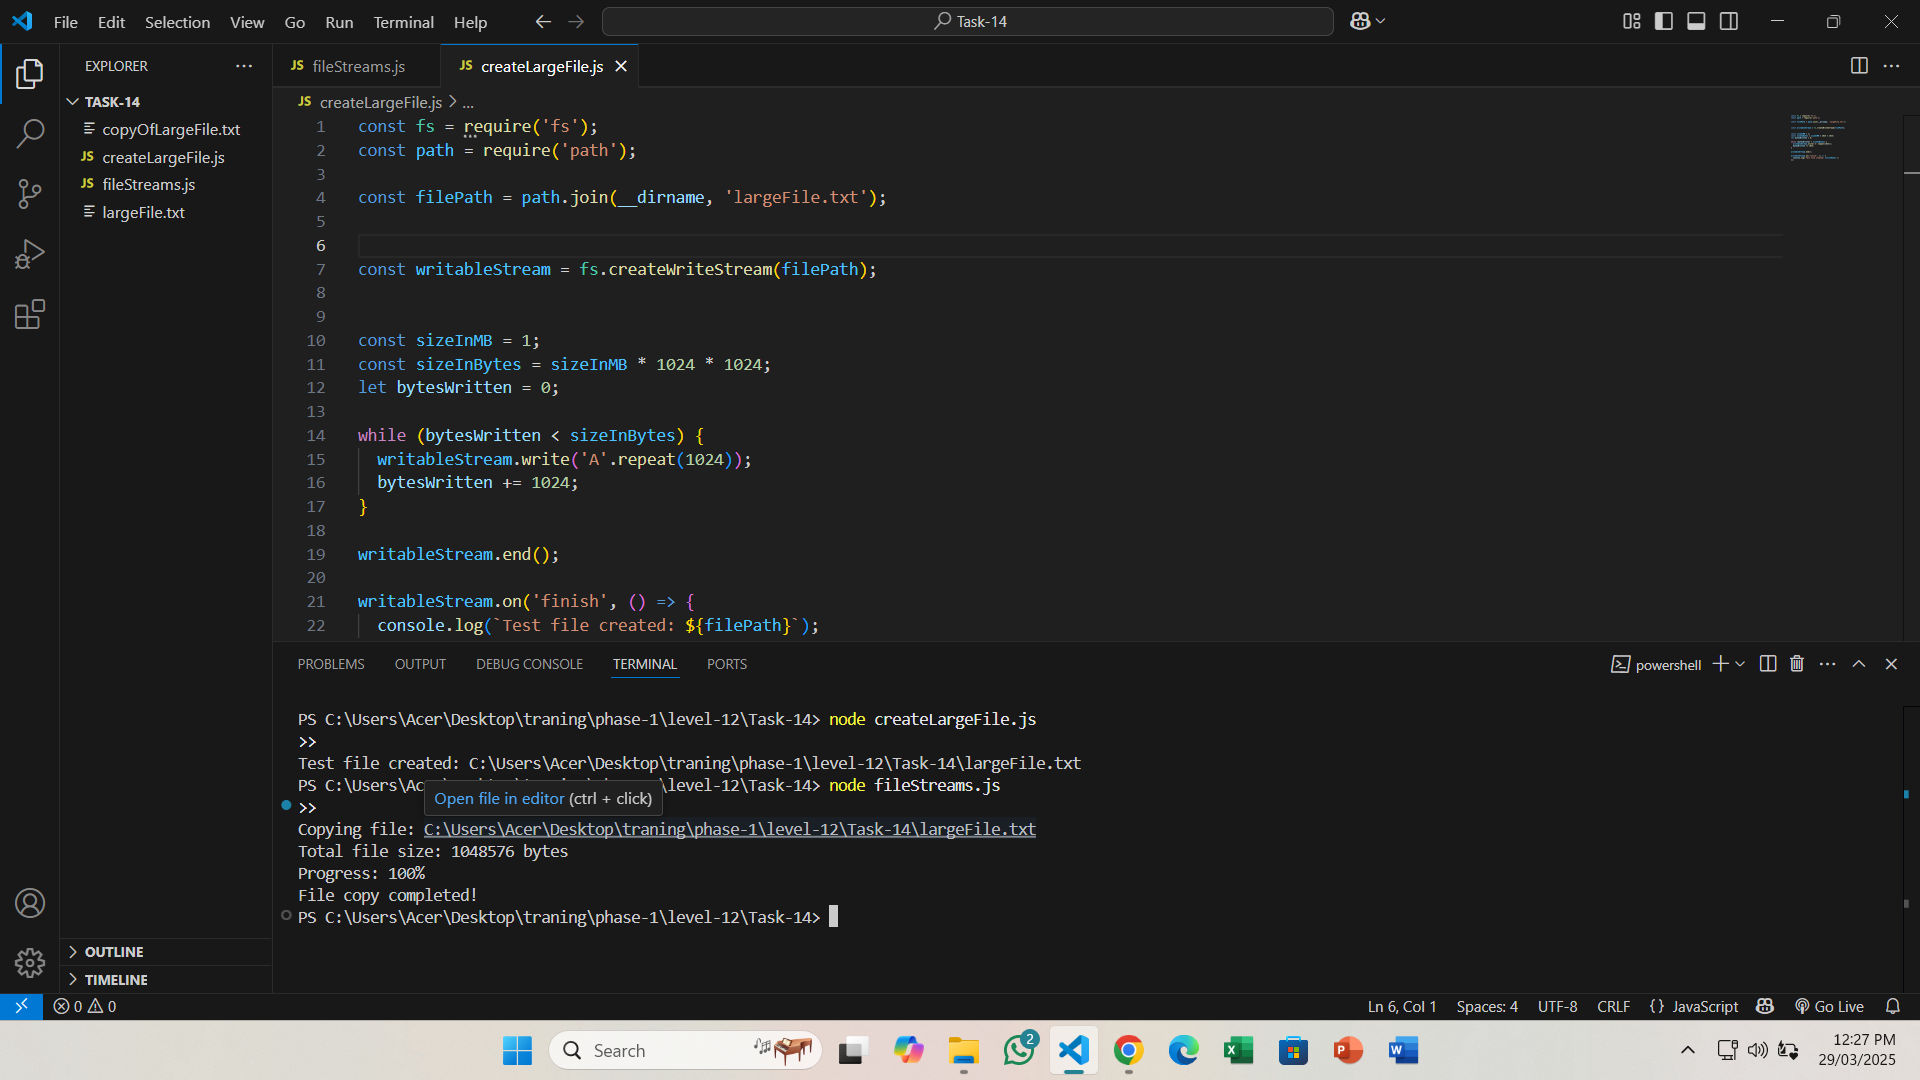 File Edit Selection View Go Run Terminal Help
Task-14
EXPLORER
TASK-14
copyOfLargeFile.txt
JS createLargeFile.js
JS fileStreams.js
largeFile.txt
OUTLINE
TIMELINE
JS fileStreams.js
JS createLargeFile.js
JS createLargeFile.js > ...
1 const fs = require('fs');
2 const path = require('path');
3
4 const filePath = path.join(__dirname, 'largeFile.txt');
5
6
7 const writableStream = fs.createWriteStream(filePath);
8
9
10 const sizeInMB = 1;
11 const sizeInBytes = sizeInMB * 1024 * 1024;
12 let bytesWritten = 0;
13
14 while (bytesWritten < sizeInBytes) {
15 writableStream.write('A'.repeat(1024));
16 bytesWritten += 1024;
17 }
18
19 writableStream.end();
20
21 writableStream.on('finish', () => {
22 console.log(`Test file created: ${filePath}`);
PROBLEMS OUTPUT DEBUG CONSOLE TERMINAL PORTS
powershell
PS C:\Users\Acer\Desktop\traning\phase-1\level-12\Task-14> node createLargeFile.js
>>
Test file created: C:\Users\Acer\Desktop\traning\phase-1\level-12\Task-14\largeFile.txt
PS C:\Users\Ac
\level-12\Task-14> node fileStreams.js
Open file in editor (ctrl + click)
>>
Copying file: C:\Users\Acer\Desktop\traning\phase-1\level-12\Task-14\largeFile.txt
Total file size: 1048576 bytes
Progress: 100%
File copy completed!
PS C:\Users\Acer\Desktop\traning\phase-1\level-12\Task-14>
0 0
Ln 6, Col 1 Spaces: 4 UTF-8 CRLF {} JavaScript Go Live
Search
2
12:27 PM
29/03/2025